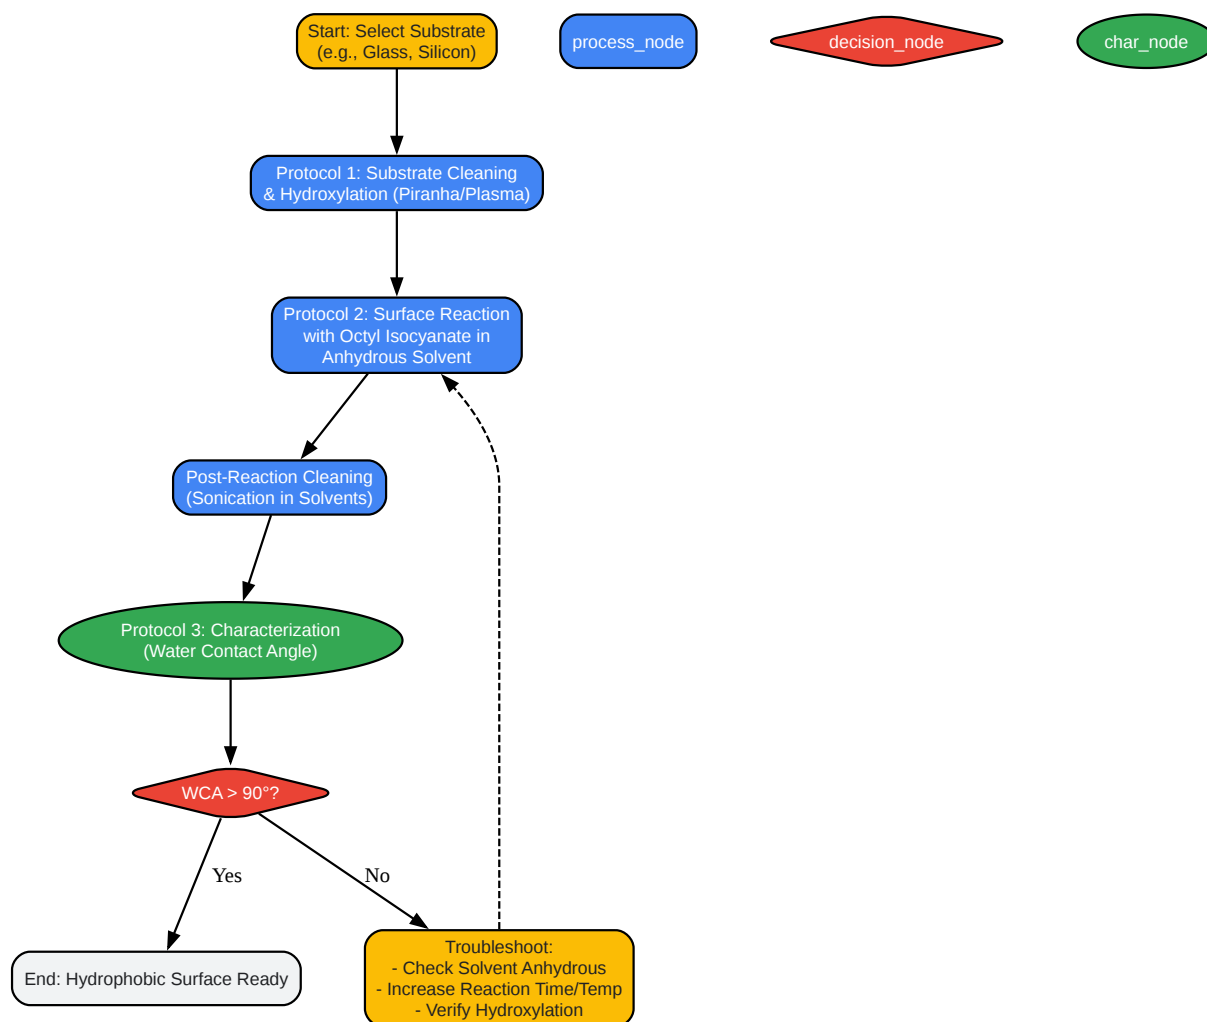 Start: Select Substrate
(e.g., Glass, Silicon)
process_node
decision_node
char_node
Protocol 1: Substrate Cleaning
& Hydroxylation (Piranha/Plasma)
Protocol 2: Surface Reaction
with Octyl Isocyanate in
Anhydrous Solvent
Post-Reaction Cleaning
(Sonication in Solvents)
Protocol 3: Characterization
(Water Contact Angle)
WCA > 90°?
Yes
No
End: Hydrophobic Surface Ready
Troubleshoot:
- Check Solvent Anhydrous
- Increase Reaction Time/Temp
- Verify Hydroxylation